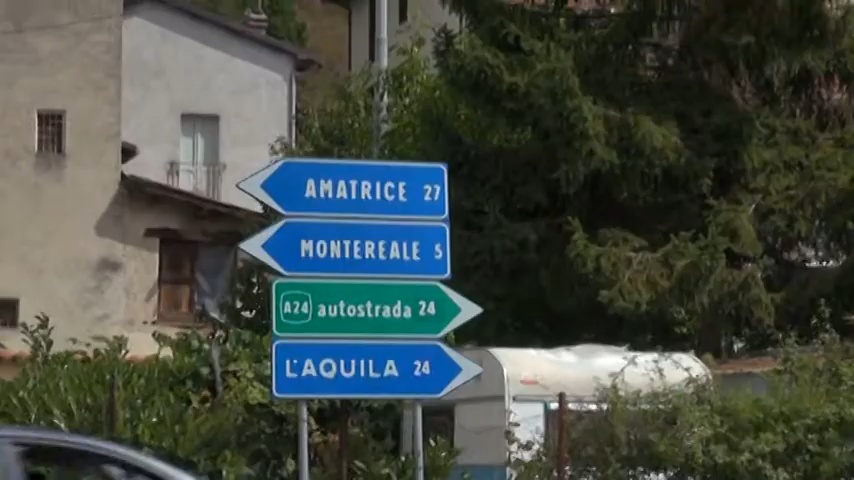 AMATRICE 27
MONTEREALE 5
A24 autostrada 24
L'AQUILA 24